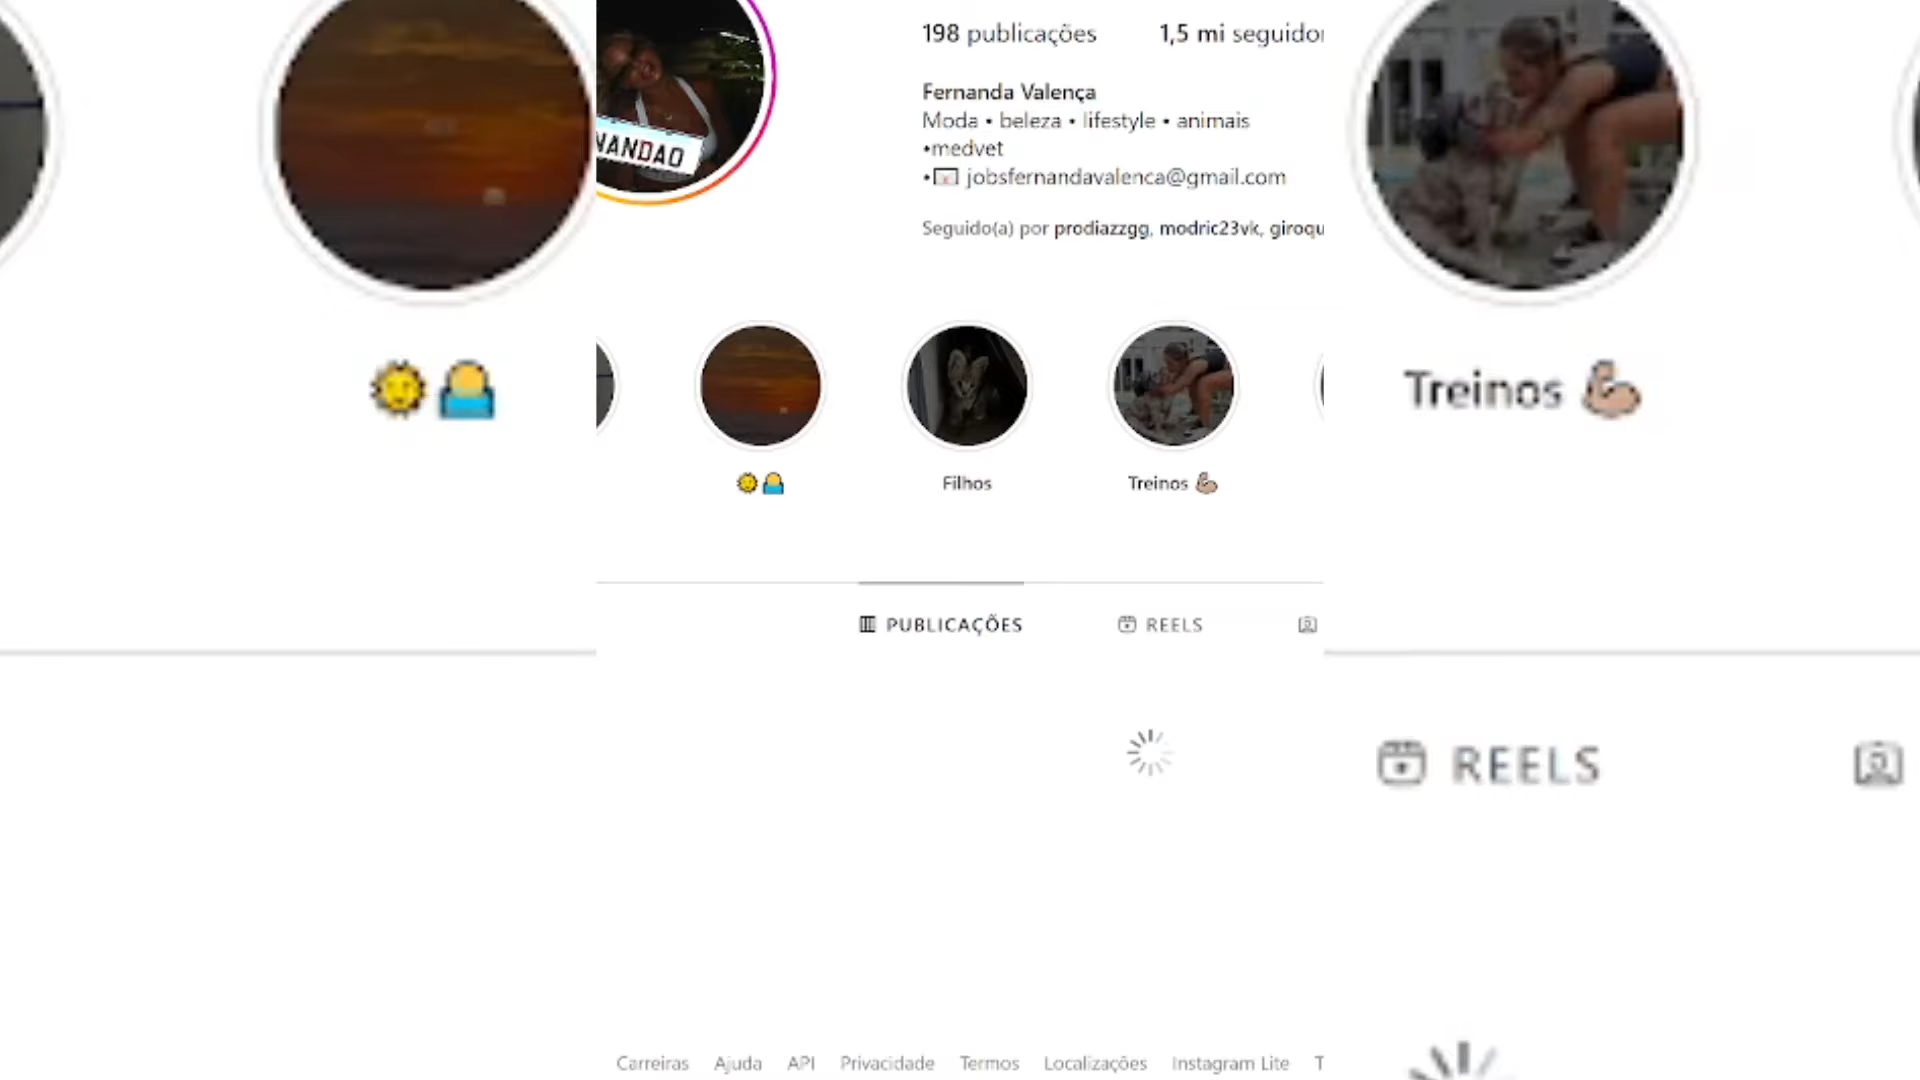 198 publicações 1,5 mi seguidor
Fernanda Valença
Moda • beleza • lifestyle • animais
•medvet
•📧 jobsfernandavalenca@gmail.com
Seguido(a) por prodiazzgg, modric23vk, giroqu
NANDAO
Filhos
Treinos 💪🏼
Treinos 💪🏼
PUBLICAÇÕES
REELS
REELS
Carreiras Ajuda API Privacidade Termos Localizações Instagram Lite T